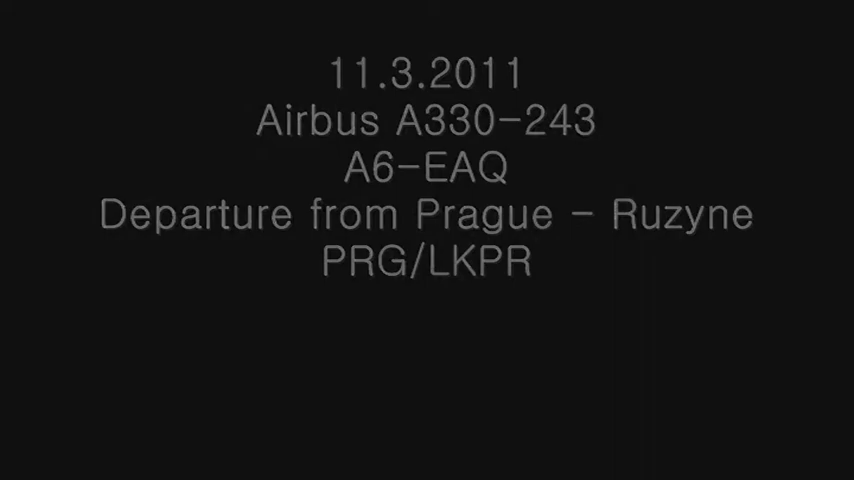 11.3.2011
Airbus A330-243
A6-EAQ
Departure from Prague - Ruzyne
PRG/LKPR